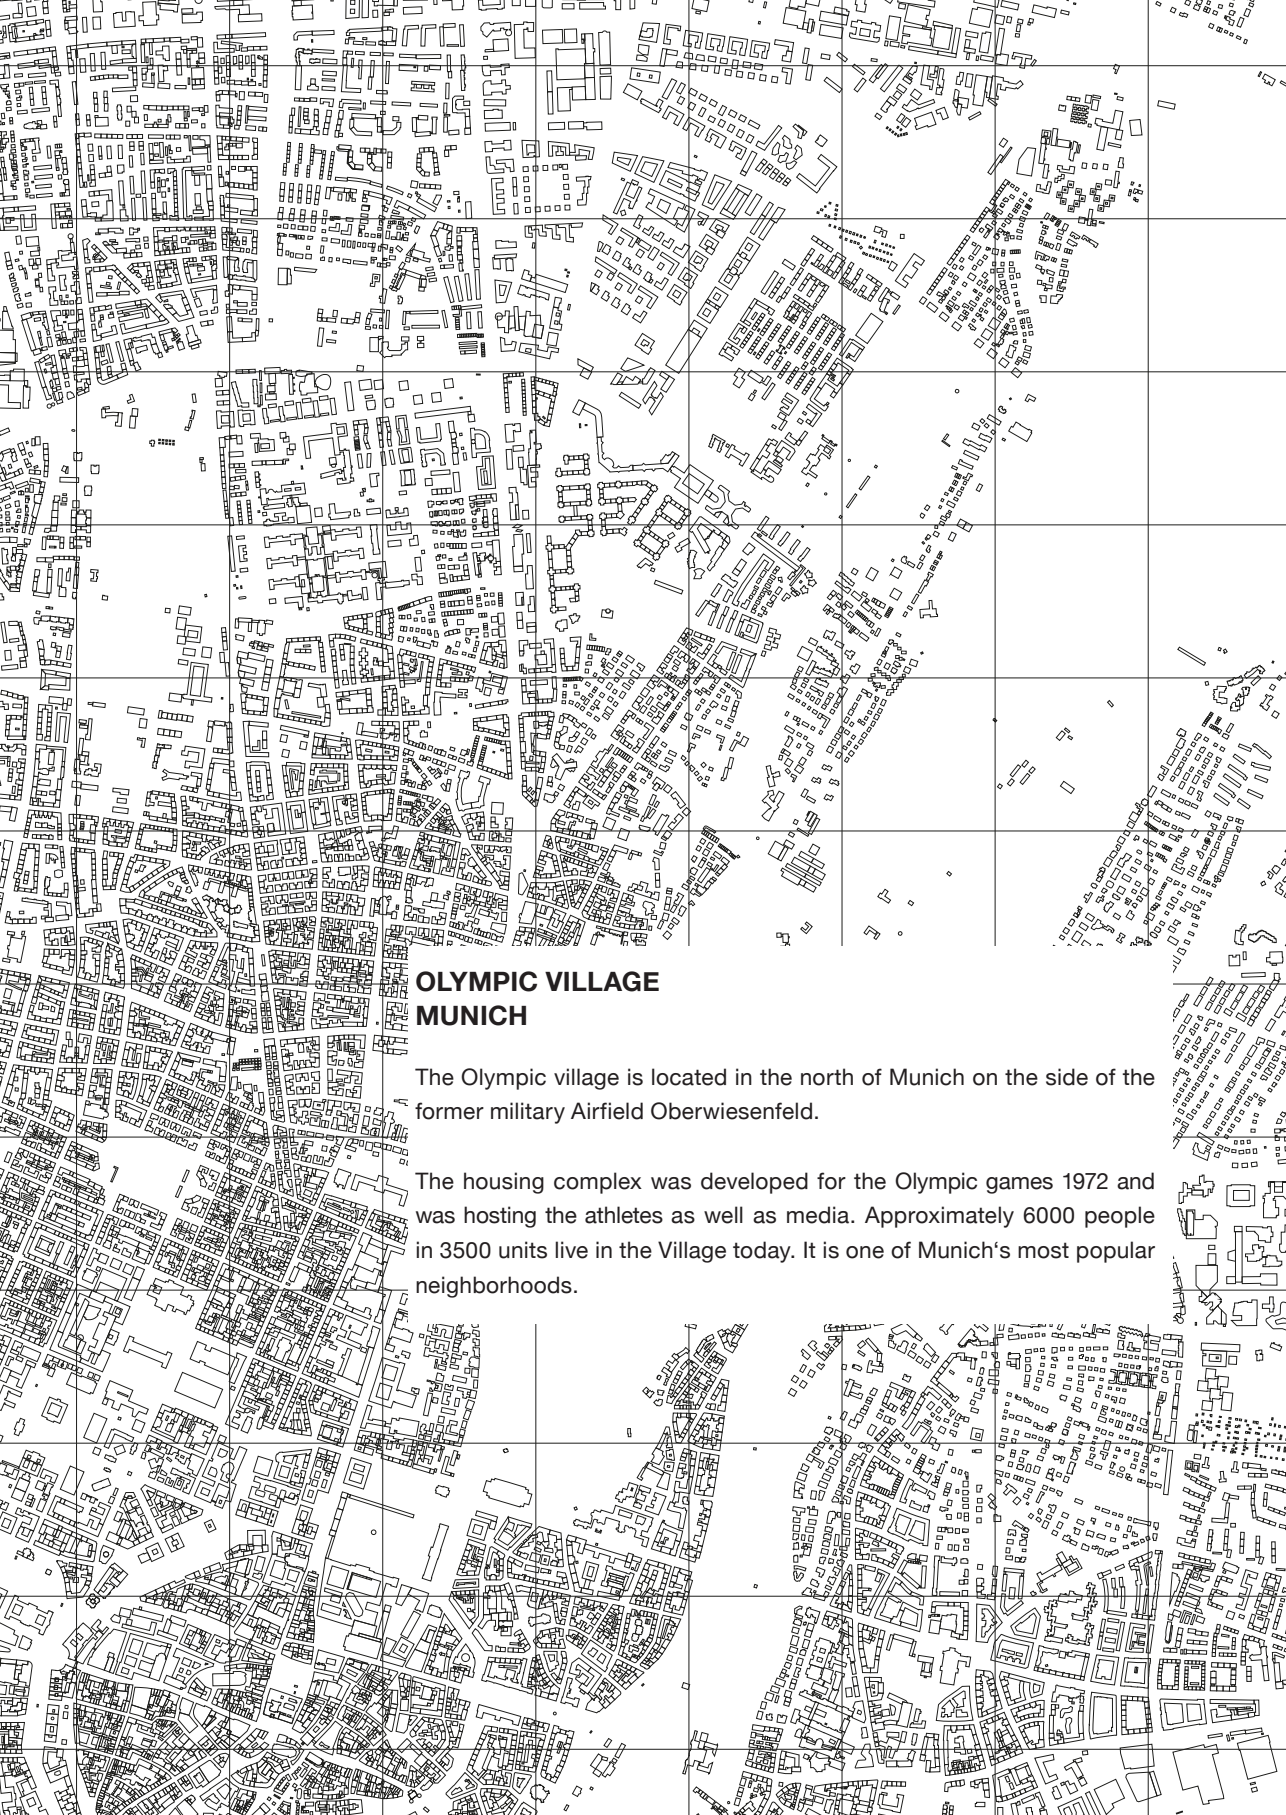 OLYMPIC VILLAGE
MUNICH
The Olympic village is located in the north of Munich on the side of the
former military Airfield Oberwiesenfeld.
The housing complex was developed for the Olympic games 1972 and
was hosting the athletes as well as media. Approximately 6000 people
in 3500 units live in the Village today. It is one of Munich‘s most popular
neighborhoods.